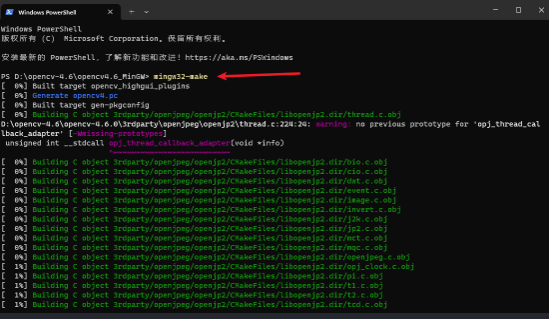 Windows PowerShell
Windows PowerShell
版权所有 (C) Microsoft Corporation。保留所有权利。
安装最新的 PowerShell，了解新功能和改进！https://aka.ms/PSWindows
PS D:\opencv-4.6\opencv4.6_MinGW> mingw32-make
[  0%] Built target opencv_highgui_plugins
[  0%] Generate opencv4.pc
[  0%] Built target gen-pkgconfig
[  0%] Building C object 3rdparty/openjpeg/openjp2/CMakeFiles/libopenjp2.dir/thread.c.obj
D:\opencv-4.6\opencv-4.6.0\3rdparty\openjpeg\openjp2\thread.c:224:24: warning: no previous prototype for 'opj_thread_cal
lback_adapter' [-Wmissing-prototypes]
unsigned int __stdcall opj_thread_callback_adapter(void *info)
^~~~~~~~~~~~~~~~~~~~~~~~~~~
[  0%] Building C object 3rdparty/openjpeg/openjp2/CMakeFiles/libopenjp2.dir/bio.c.obj
[  0%] Building C object 3rdparty/openjpeg/openjp2/CMakeFiles/libopenjp2.dir/cio.c.obj
[  0%] Building C object 3rdparty/openjpeg/openjp2/CMakeFiles/libopenjp2.dir/dwt.c.obj
[  0%] Building C object 3rdparty/openjpeg/openjp2/CMakeFiles/libopenjp2.dir/event.c.obj
[  0%] Building C object 3rdparty/openjpeg/openjp2/CMakeFiles/libopenjp2.dir/image.c.obj
[  0%] Building C object 3rdparty/openjpeg/openjp2/CMakeFiles/libopenjp2.dir/invert.c.obj
[  0%] Building C object 3rdparty/openjpeg/openjp2/CMakeFiles/libopenjp2.dir/j2k.c.obj
[  0%] Building C object 3rdparty/openjpeg/openjp2/CMakeFiles/libopenjp2.dir/jp2.c.obj
[  0%] Building C object 3rdparty/openjpeg/openjp2/CMakeFiles/libopenjp2.dir/mct.c.obj
[  0%] Building C object 3rdparty/openjpeg/openjp2/CMakeFiles/libopenjp2.dir/mqc.c.obj
[  0%] Building C object 3rdparty/openjpeg/openjp2/CMakeFiles/libopenjp2.dir/openjpeg.c.obj
[  1%] Building C object 3rdparty/openjpeg/openjp2/CMakeFiles/libopenjp2.dir/opj_clock.c.obj
[  1%] Building C object 3rdparty/openjpeg/openjp2/CMakeFiles/libopenjp2.dir/pi.c.obj
[  1%] Building C object 3rdparty/openjpeg/openjp2/CMakeFiles/libopenjp2.dir/t1.c.obj
[  1%] Building C object 3rdparty/openjpeg/openjp2/CMakeFiles/libopenjp2.dir/t2.c.obj
[  1%] Building C object 3rdparty/openjpeg/openjp2/CMakeFiles/libopenjp2.dir/tcd.c.obj